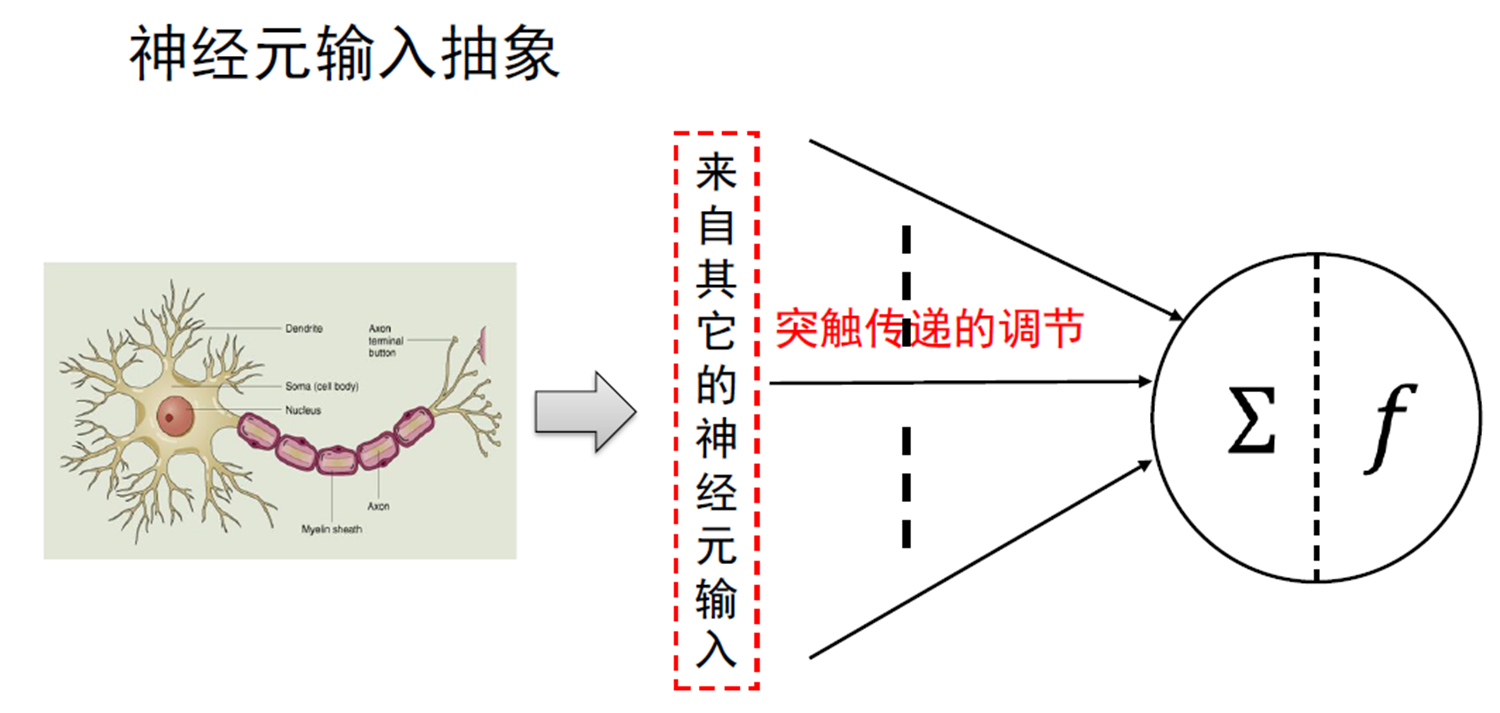 神经元输入抽象
Dendrite
Axon
terminal
button
Soma (cell body)
Nucleus
Axon
Myelin sheath
来自其它的神经元输入
突触传递的调节
Σ
f